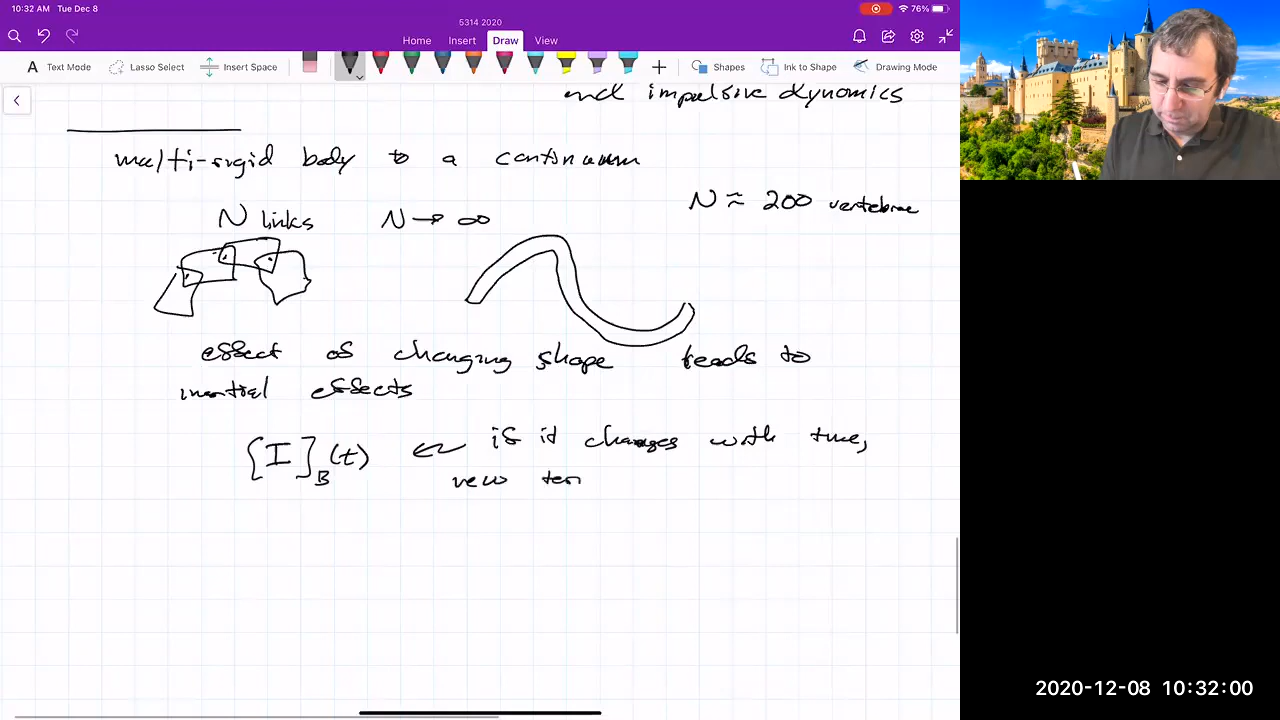 10:32 AM Tue Dec 8
76%
5314 2020
Home Insert Draw View
Text Mode Lasso Select Insert Space Shapes Ink to Shape Drawing Mode
and impulsive dynamics
multi-rigid body to a continuum
N ≈ 200 vertebrae
N links N → ∞
effect of changing shape leads to
inertial effects
[I]_B (t) ← if it changes with time,
new ter
2020-12-08 10:32:00